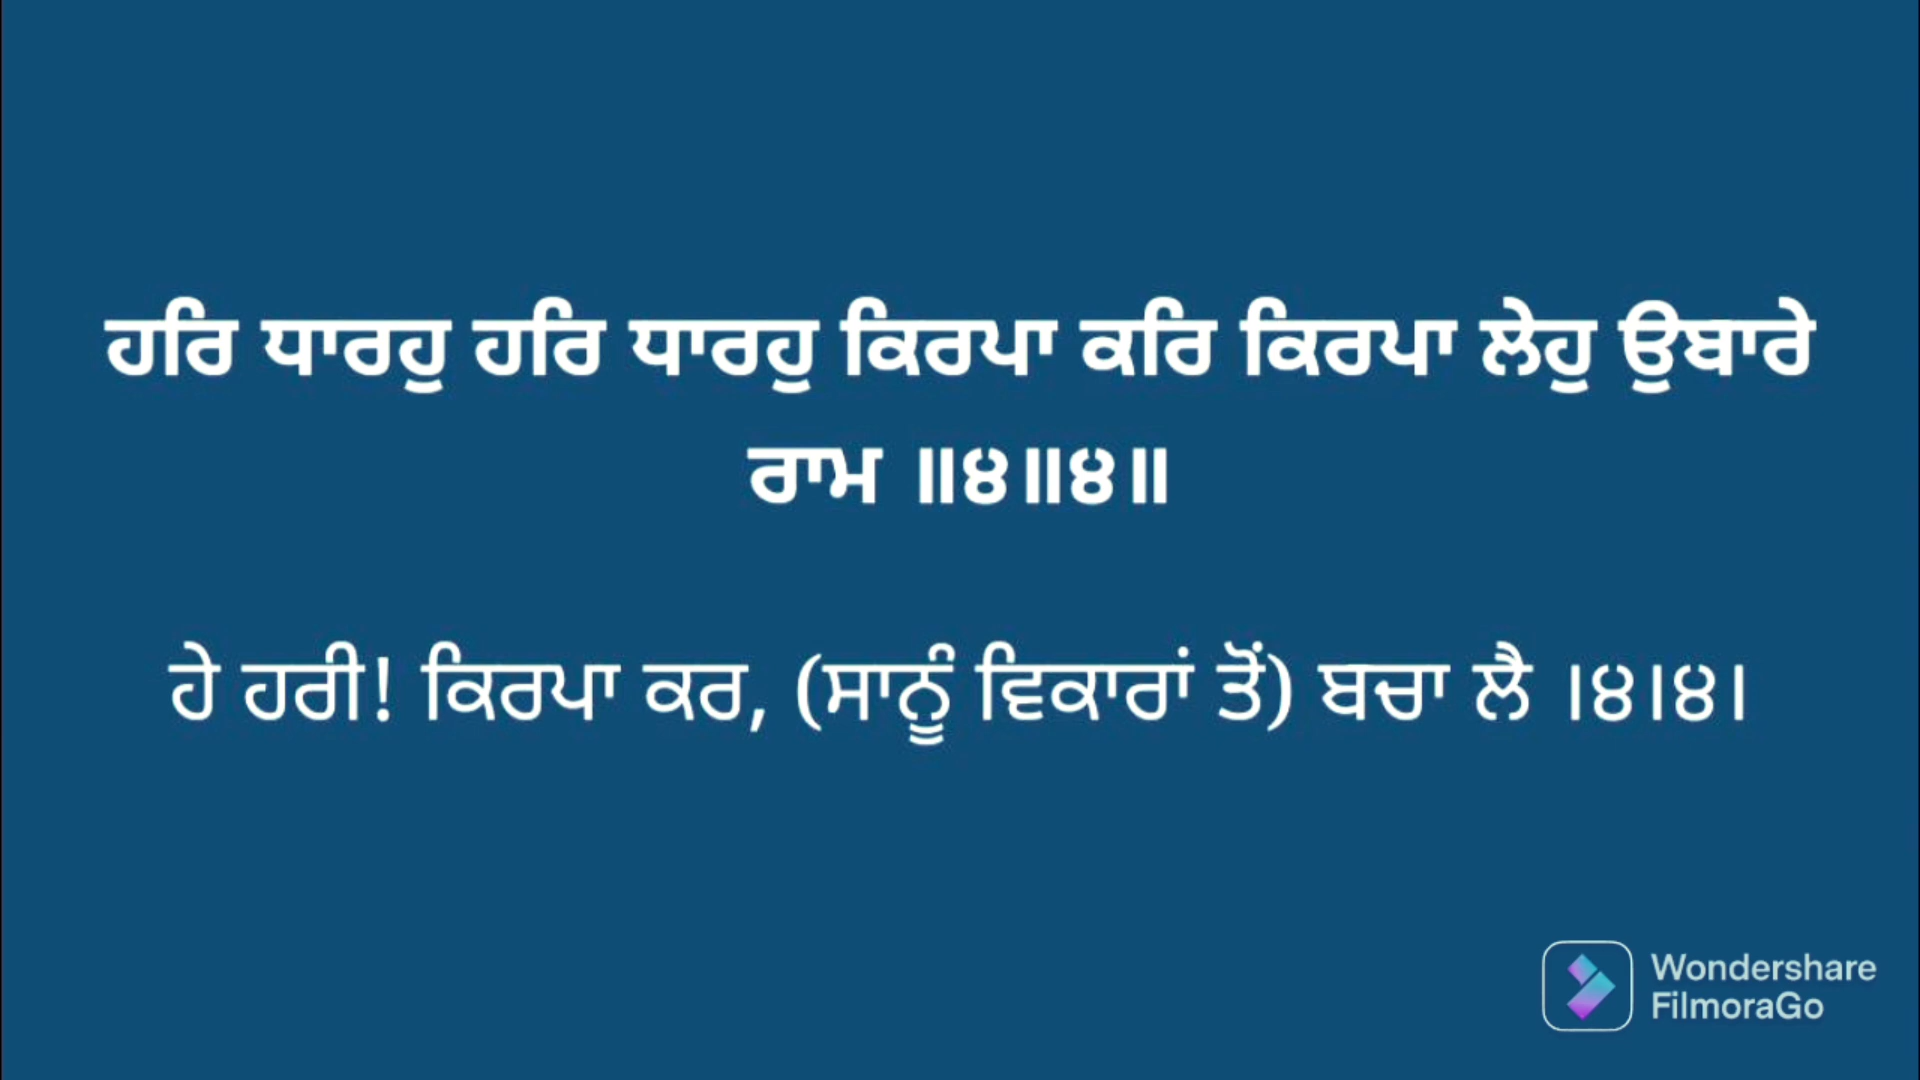 ਹਰਿ ਧਾਰਹੁ ਹਰਿ ਧਾਰਹੁ ਕਿਰਪਾ ਕਰਿ ਕਿਰਪਾ ਲੇਹੁ ਉਬਾਰੇ
ਰਾਮ ॥੪॥੪॥
ਹੇ ਹਰੀ! ਕਿਰਪਾ ਕਰ, (ਸਾਨੂੰ ਵਿਕਾਰਾਂ ਤੋਂ) ਬਚਾ ਲੈ ।੪।੪।
Wondershare
FilmoraGo